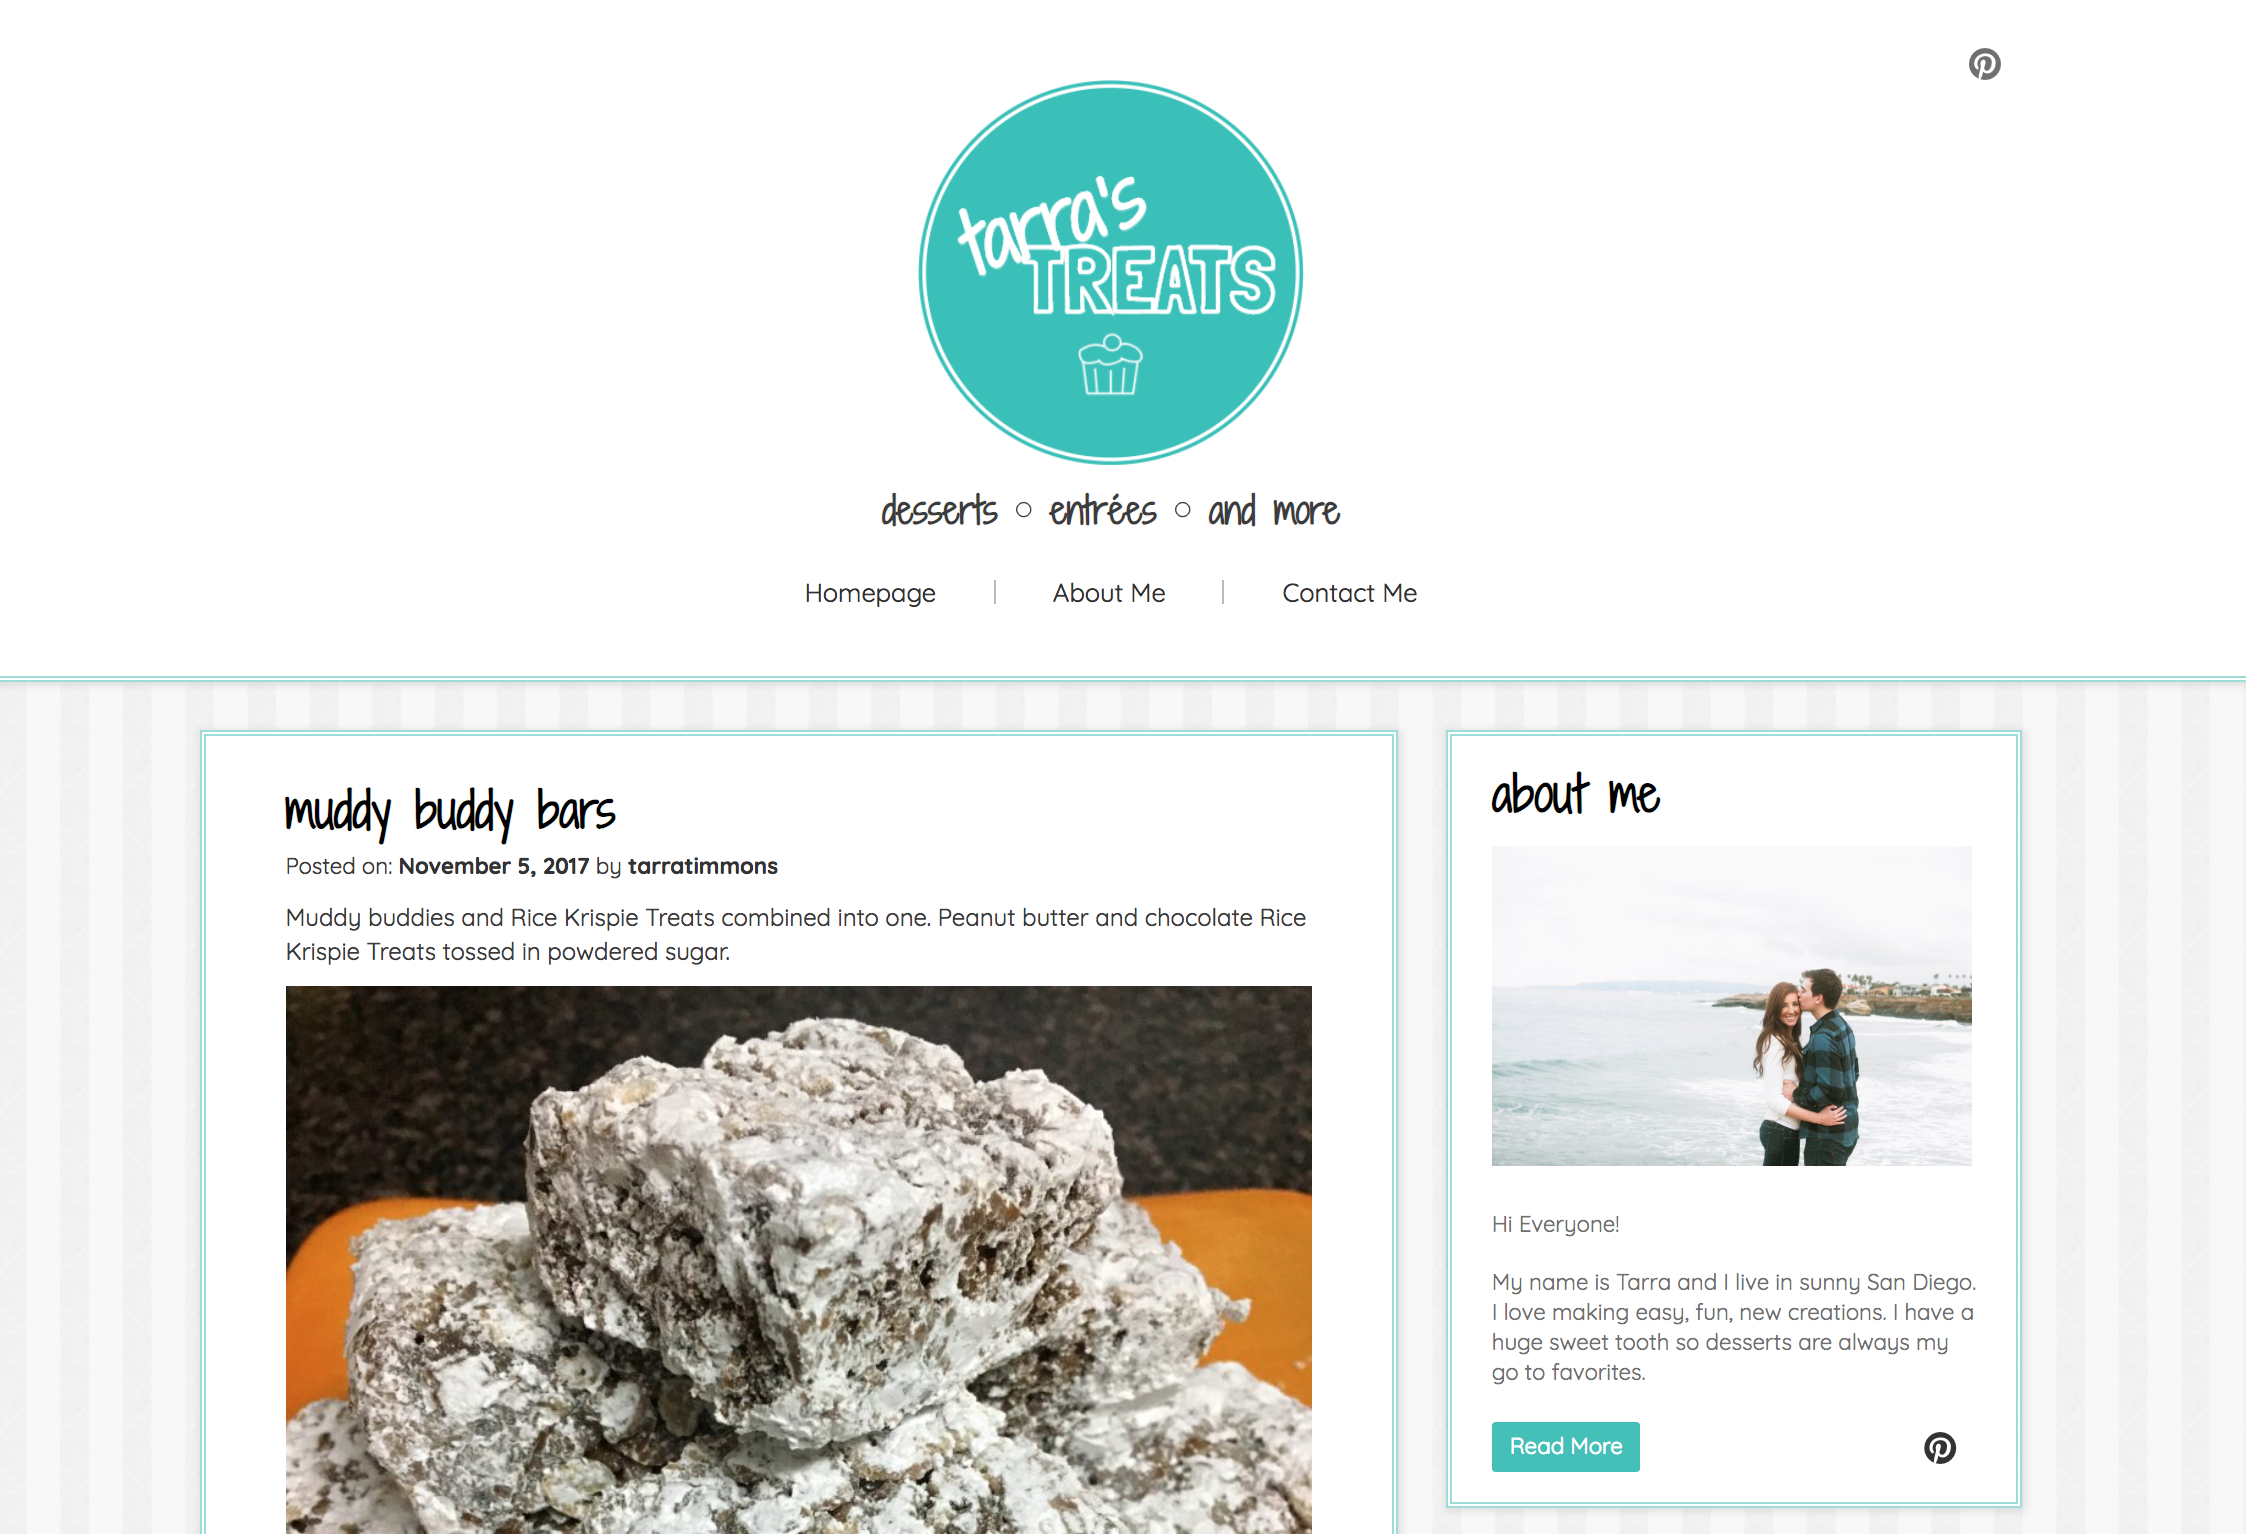 tarra's
TREATS
desserts ○ entrées ○ and more
Homepage | About Me | Contact Me
muddy buddy bars
Posted on: November 5, 2017 by tarratimmons
Muddy buddies and Rice Krispie Treats combined into one. Peanut butter and chocolate Rice
Krispie Treats tossed in powdered sugar.
about me
Hi Everyone!
My name is Tarra and I live in sunny San Diego.
I love making easy, fun, new creations. I have a
huge sweet tooth so desserts are always my
go to favorites.
Read More